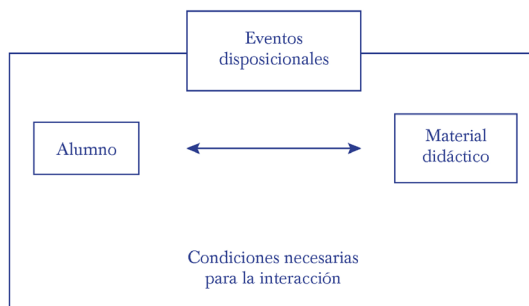 Eventos
disposicionales
Alumno
Material
didáctico
Condiciones necesarias
para la interacción